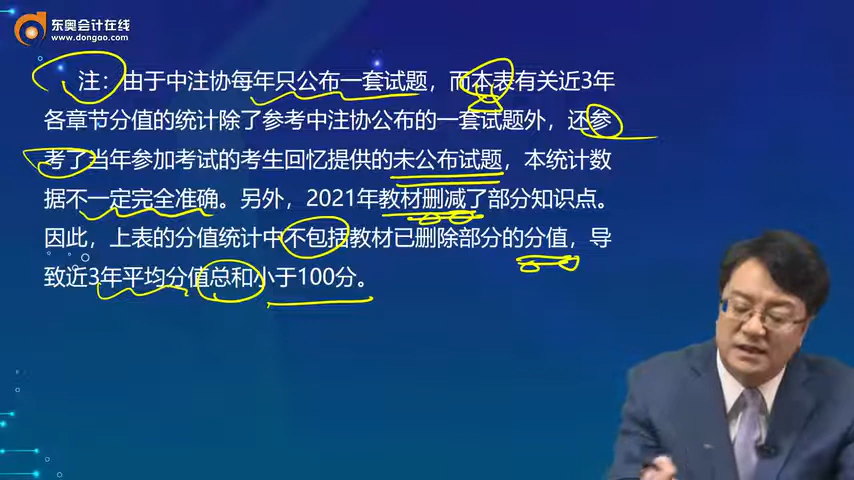 东奥会计在线
www.dongao.com
注：由于中注协每年只公布一套试题，而本表有关近3年
各章节分值的统计除了参考中注协公布的一套试题外，还参
考了当年参加考试的考生回忆提供的未公布试题，本统计数
据不一定完全准确。另外，2021年教材删减了部分知识点。
因此，上表的分值统计中不包括教材已删除部分的分值，导
致近3年平均分值总和小于100分。